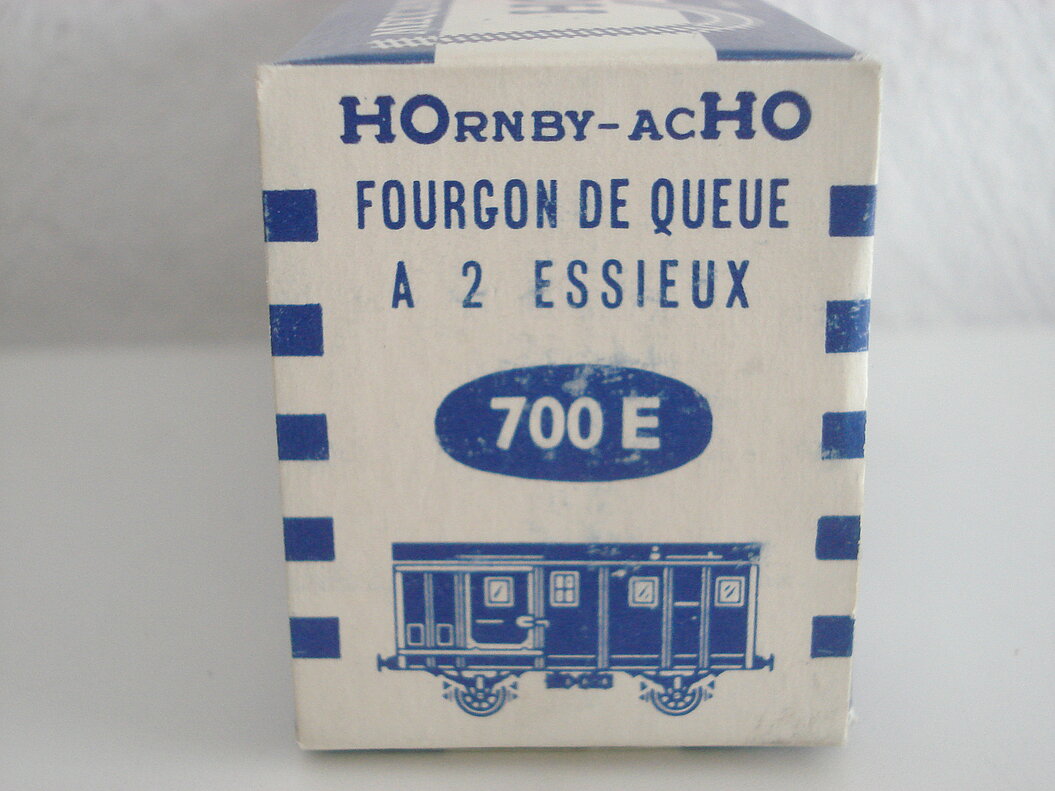 HORNBY-ACHO
FOURGON DE QUEUE
A 2 ESSIEUX
700 E